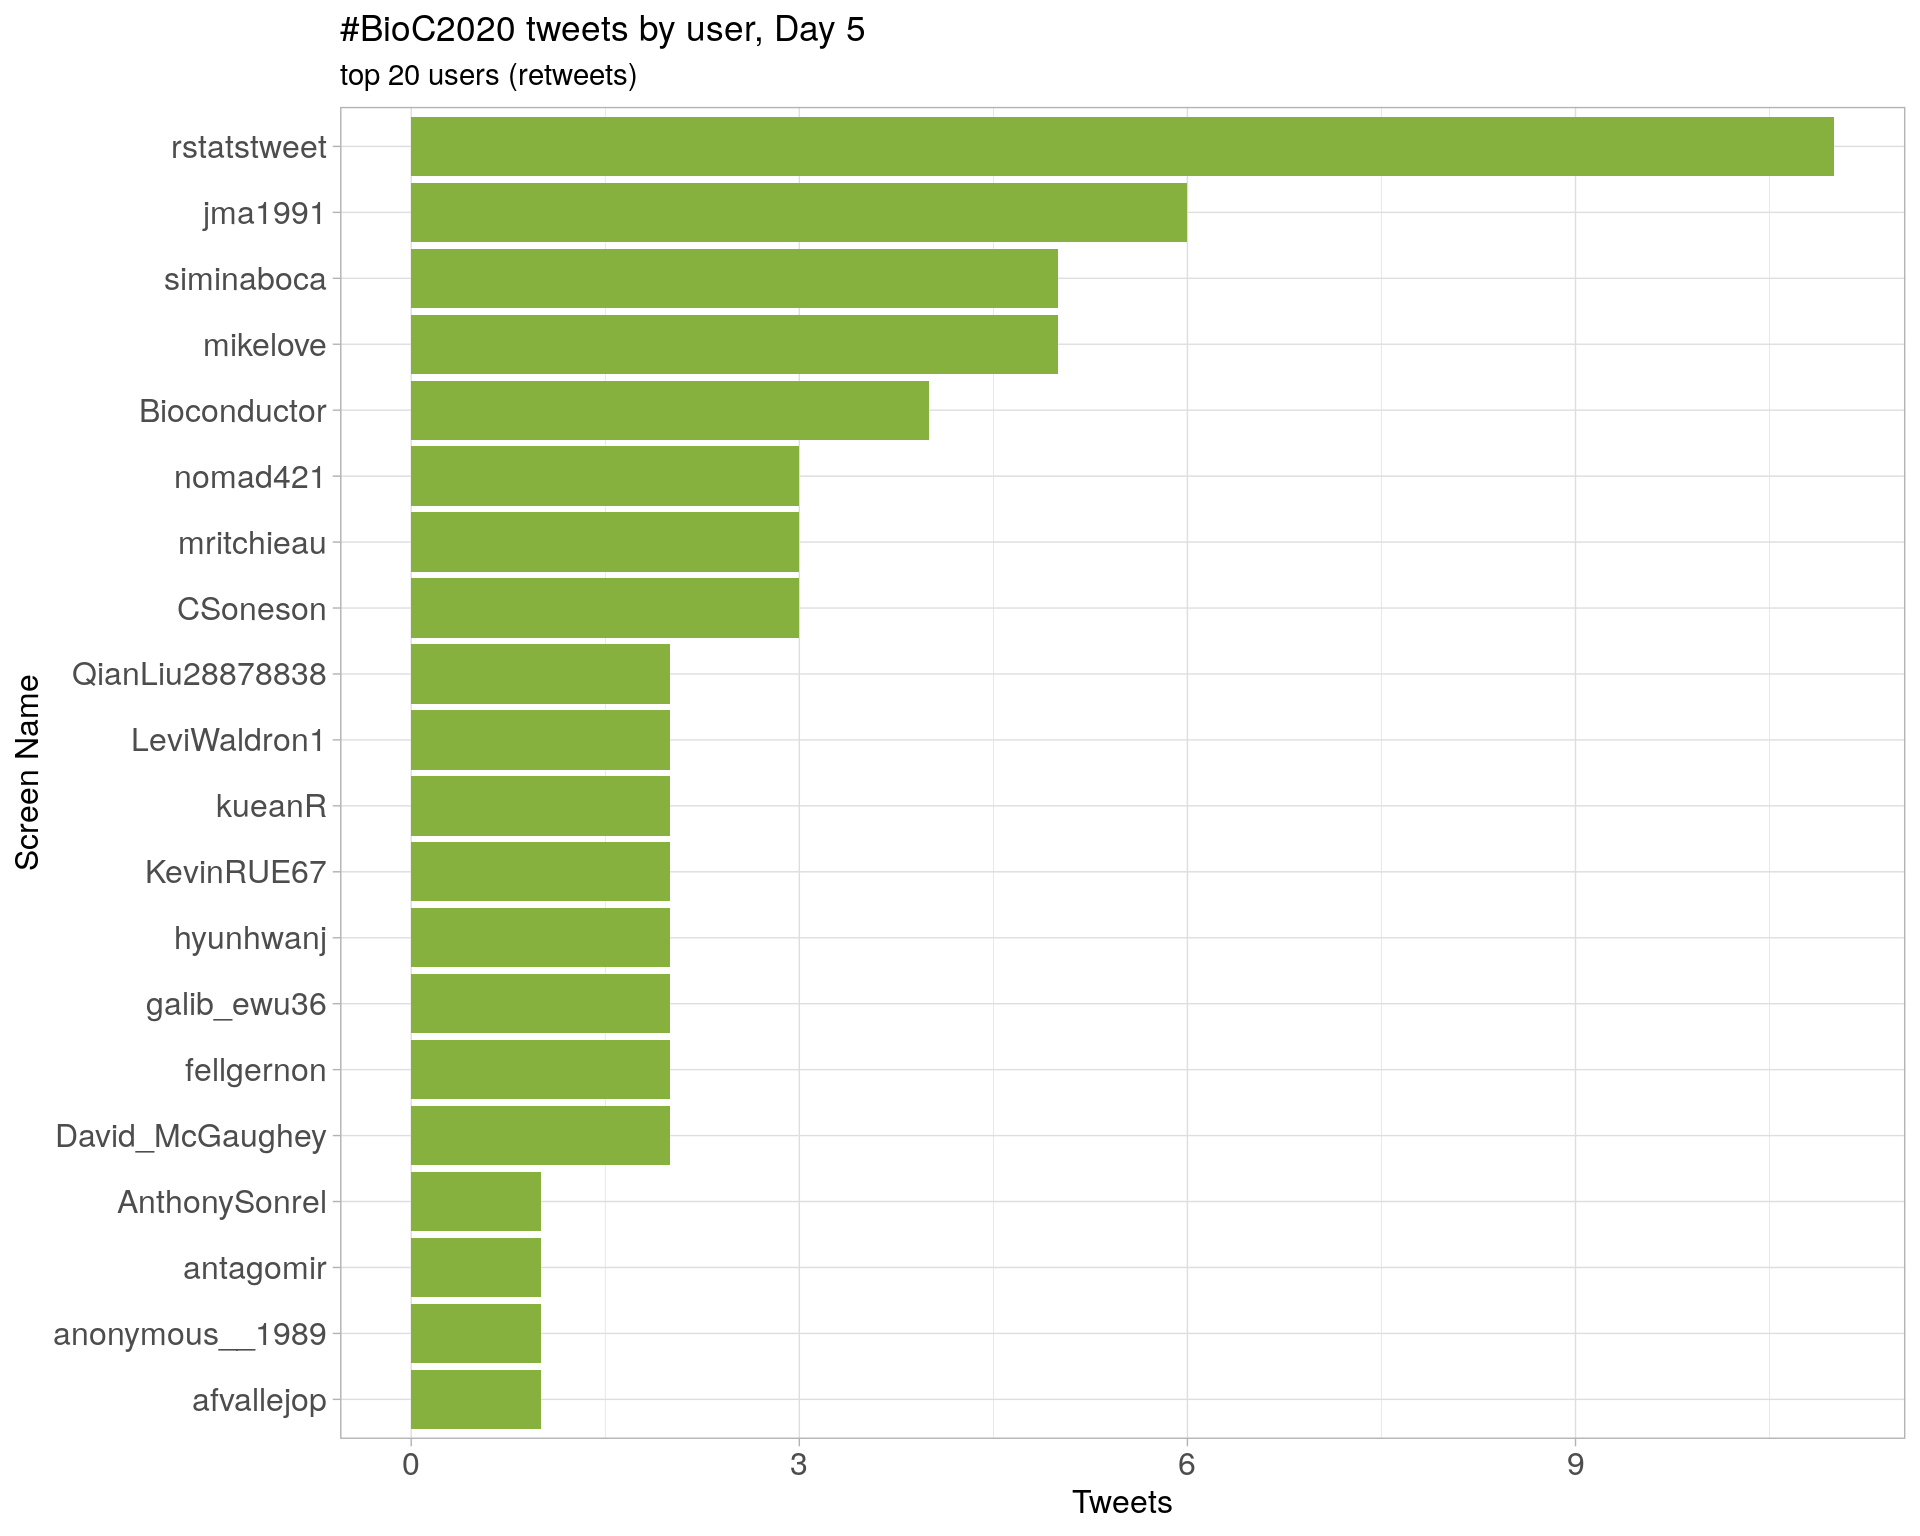 #BioC2020 tweets by user, Day 5
top 20 users (retweets)
Screen Name
rstatstweet
jma1991
siminaboca
mikelove
Bioconductor
nomad421
mritchieau
CSoneson
QianLiu28878838
LeviWaldron1
kueanR
KevinRUE67
hyunhwanj
galib_ewu36
fellgernon
David_McGaughey
AnthonySonrel
antagomir
anonymous__1989
afvallejop
0 3 6 9
Tweets